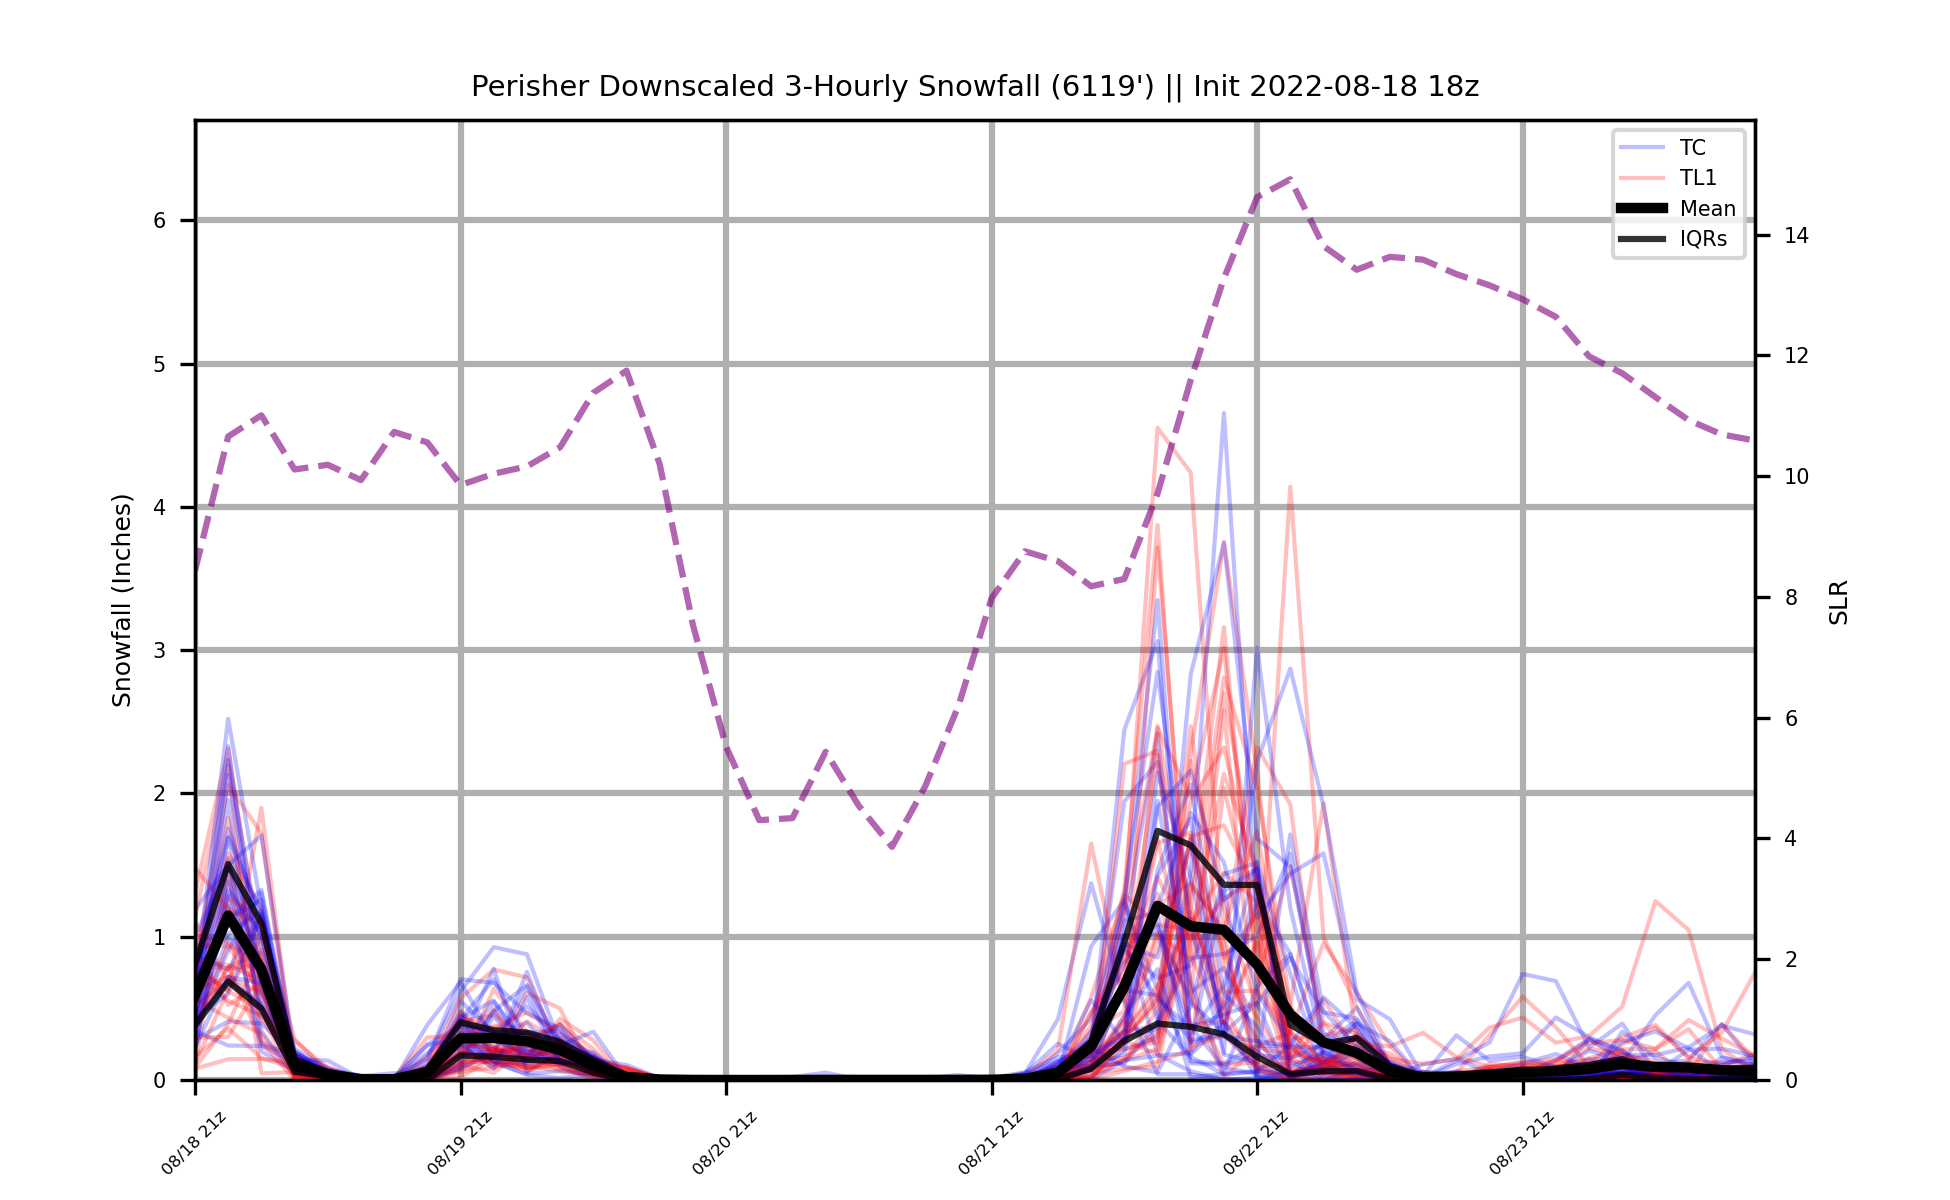 Perisher Downscaled 3-Hourly Snowfall (6119') || Init 2022-08-18 18z
TC
TL1
Mean
IQRs
Snowfall (Inches)
6
5
4
3
2
1
0
SLR
14
12
10
8
6
4
2
0
08/18 21z
08/19 21z
08/20 21z
08/21 21z
08/22 21z
08/23 21z